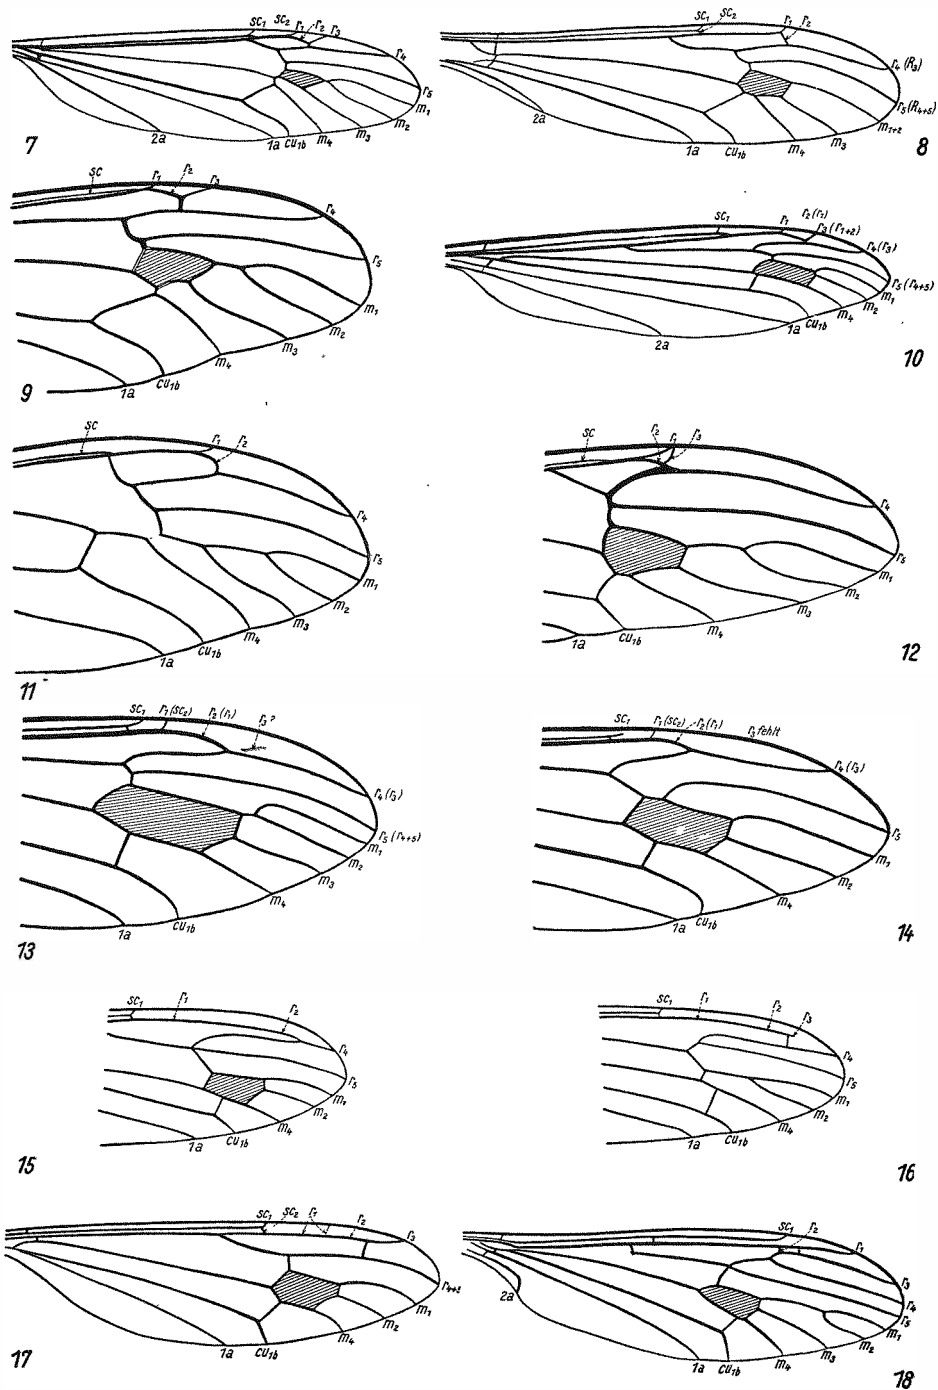 sc₁ sc₂ r₁ r₂ r₃
r₄
r₅
m₁
m₂
m₃
m₄
cu₁b
1a
2a
7
sc₁ sc₂ r₁ r₂
r₄ (R₃)
r₅ (R₄₊₅)
m₁₊₂
m₃
m₄
cu₁b
1a
2a
8
sc r₁ r₂ r₃
r₄
r₅
m₁
m₂
m₃
m₄
cu₁b
1a
9
sc₁ r₁ r₂ (r₁)
r₃ (r₁₊₂)
r₄ (r₃)
r₅ (r₄₊₅)
m₁
m₂
m₄
cu₁b
1a
2a
10
sc r₁ r₂
r₄
r₅
m₁
m₂
m₃
m₄
cu₁b
1a
11
sc r₂ r₁ r₃
r₄
r₅
m₁
m₂
m₃
m₄
cu₁b
1a
12
sc₁ r₁ (sc₂) r₂ (r₁) r₃ ?
r₄ (r₃)
r₅ (r₄₊₅)
m₁
m₂
m₃
m₄
cu₁b
1a
13
sc₁ r₁ (sc₂) r₂ (r₁) r₃ fehlt
r₄ (r₃)
r₅
m₁
m₂
m₄
cu₁b
1a
14
sc₁ r₁ r₂
r₄
r₅
m₁
m₂
m₄
cu₁b
1a
15
sc₁ r₁ r₂ r₃
r₄
r₅
m₁
m₂
m₄
cu₁b
1a
16
sc₁ sc₂ r₁ r₂ r₃
r₄₊₅
m₁
m₂
m₄
cu₁b
1a
17
sc₁ r₂ r₁
r₃
r₄
r₅
m₁
m₂
m₃
m₄
cu₁b
1a
2a
18